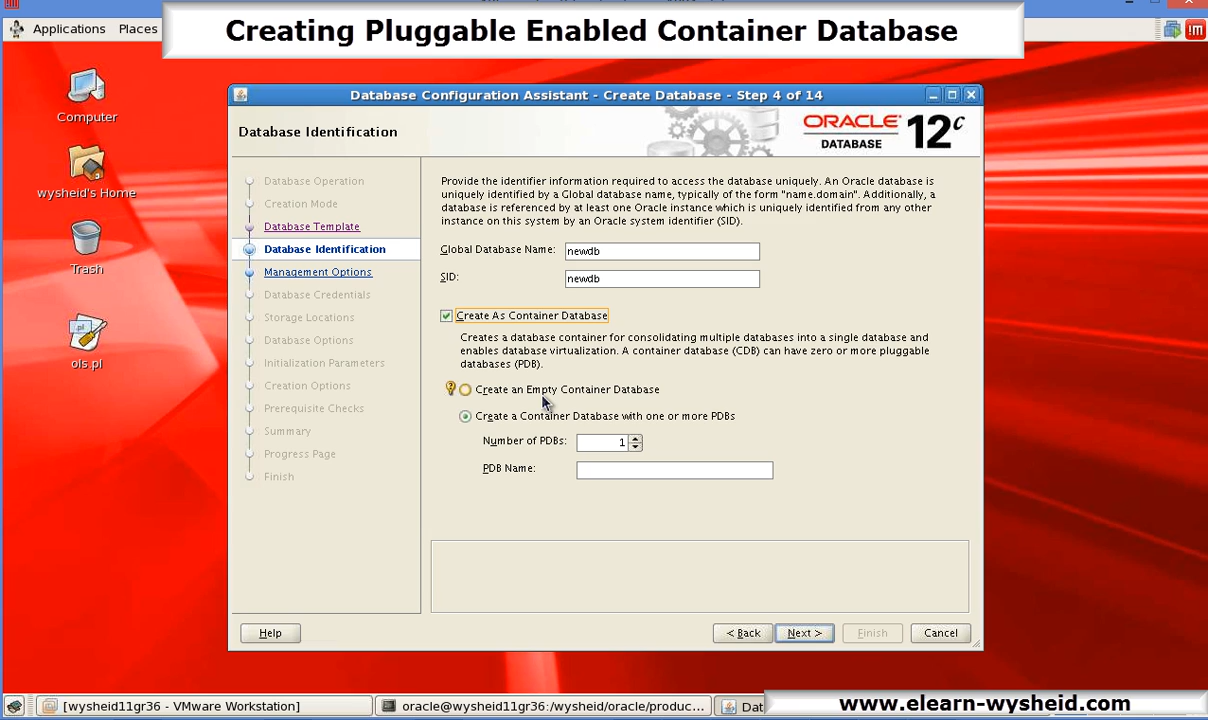 Creating Pluggable Enabled Container Database
Applications Places
Computer
wysheid's Home
Trash
ols pl
Database Configuration Assistant - Create Database - Step 4 of 14
Database Identification
ORACLE
DATABASE
12c
Database Operation
Creation Mode
Database Template
Database Identification
Management Options
Database Credentials
Storage Locations
Database Options
Initialization Parameters
Creation Options
Prerequisite Checks
Summary
Progress Page
Finish
Provide the identifier information required to access the database uniquely. An Oracle database is
uniquely identified by a Global database name, typically of the form "name.domain". Additionally, a
database is referenced by at least one Oracle instance which is uniquely identified from any other
instance on this system by an Oracle system identifier (SID).
Global Database Name: newdb
SID: newdb
Create As Container Database
Creates a database container for consolidating multiple databases into a single database and
enables database virtualization. A container database (CDB) can have zero or more pluggable
databases (PDB).
Create an Empty Container Database
Create a Container Database with one or more PDBs
Number of PDBs: 1
PDB Name:
Help < Back Next > Finish Cancel
[wysheid11gr36 - VMware Workstation] oracle@wysheid11gr36:/wysheid/oracle/produc... Dat
www.elearn-wysheid.com